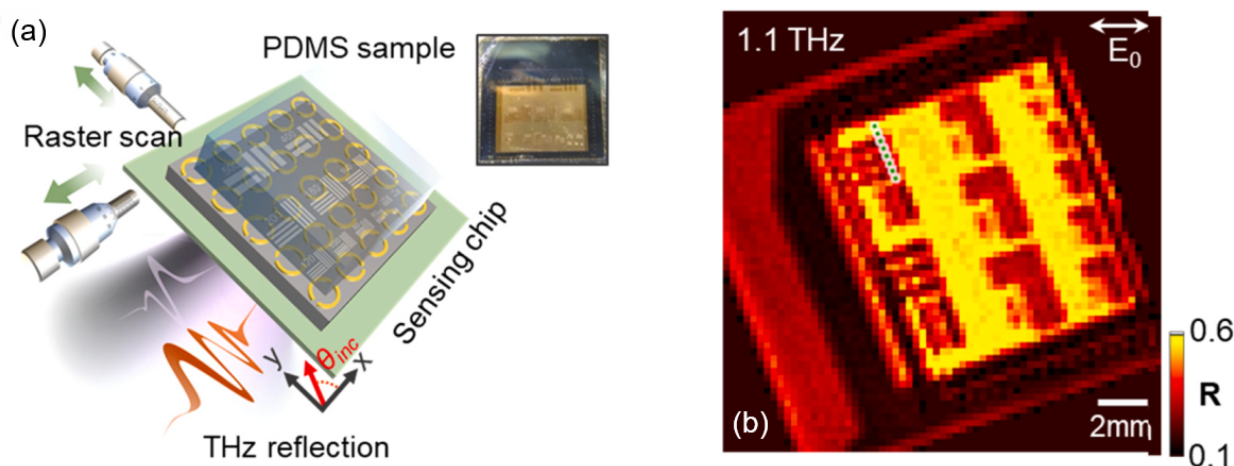 (a)
PDMS sample
Raster scan
Sensing chip
y
θinc
x
THz reflection
1.1 THz
E0
0.6
R
0.1
2mm
(b)